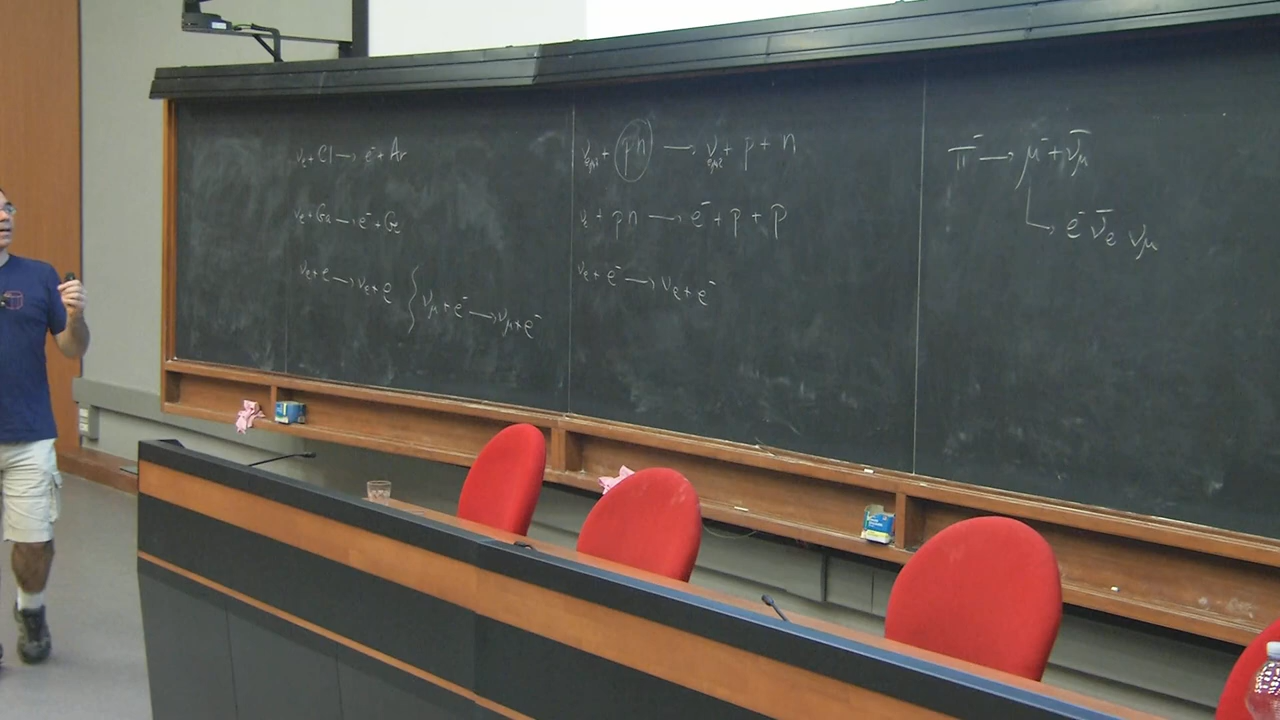 νe + Cl → e⁻ + Ar
νe + Ga → e⁻ + Ge
νe + e → νe + e { νμ + e⁻ → νμ + e⁻
νe,μ,τ + (pn) → νe,μ,τ + p + n
νe + pn → e⁻ + p + p
νe + e⁻ → νe + e⁻
π⁻ → μ⁻ + ν̄μ
↳ e⁻ ν̄e νμ